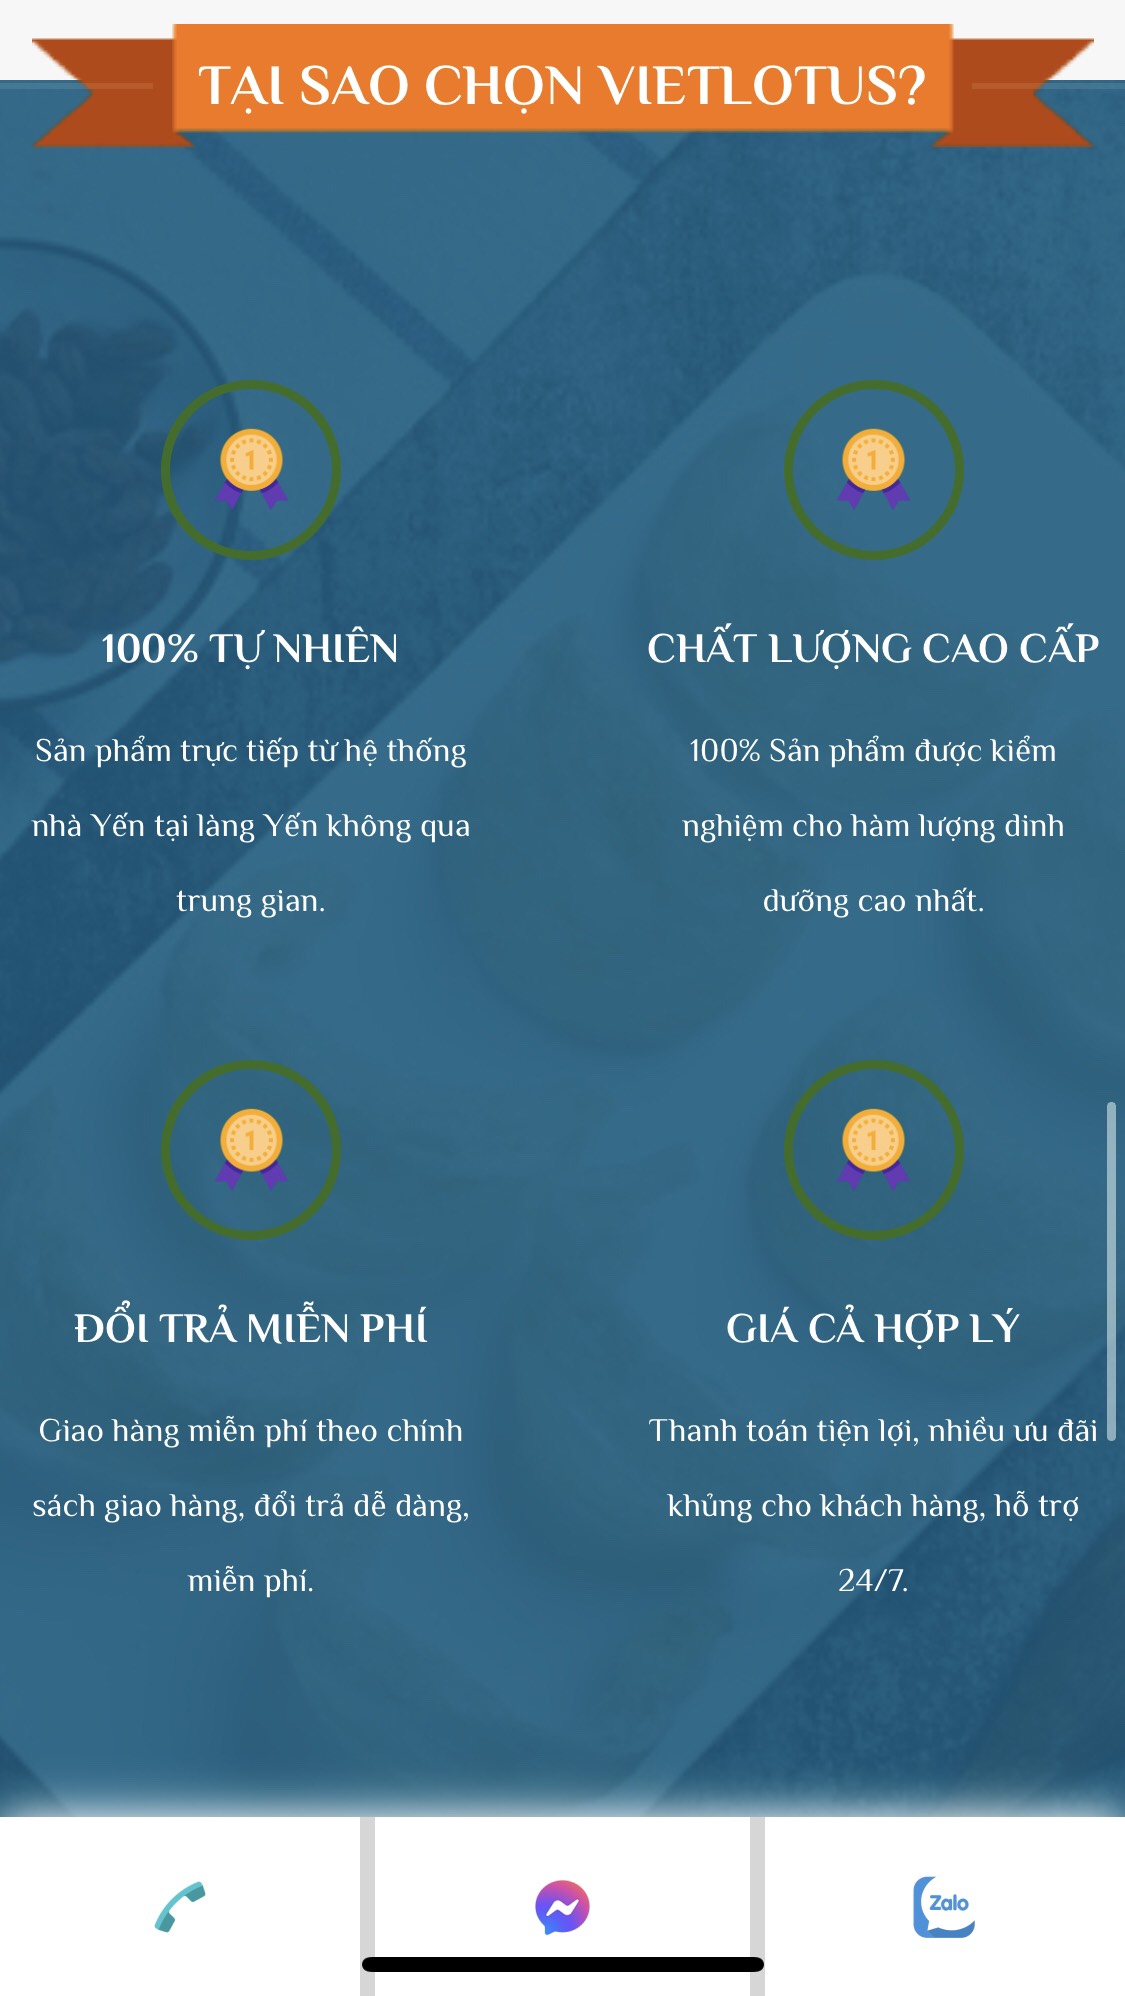 TẠI SAO CHỌN VIETLOTUS?
1
100% TỰ NHIÊN
Sản phẩm trực tiếp từ hệ thống
nhà Yến tại làng Yến không qua
trung gian.
1
CHẤT LƯỢNG CAO CẤP
100% Sản phẩm được kiểm
nghiệm cho hàm lượng dinh
dưỡng cao nhất.
1
ĐỔI TRẢ MIỄN PHÍ
Giao hàng miễn phí theo chính
sách giao hàng, đổi trả dễ dàng,
miễn phí.
1
GIÁ CẢ HỢP LÝ
Thanh toán tiện lợi, nhiều ưu đãi
khủng cho khách hàng, hỗ trợ
24/7.
Zalo